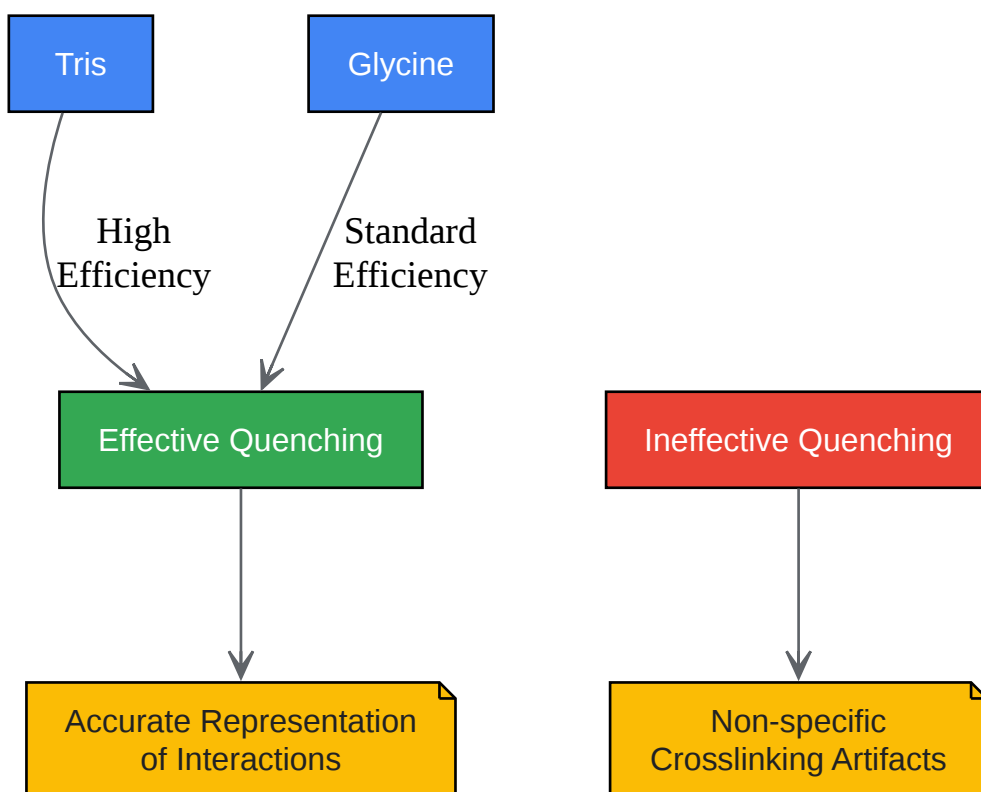 Tris
Glycine
High
Efficiency
Standard
Efficiency
Effective Quenching
Ineffective Quenching
Accurate Representation
of Interactions
Non-specific
Crosslinking Artifacts